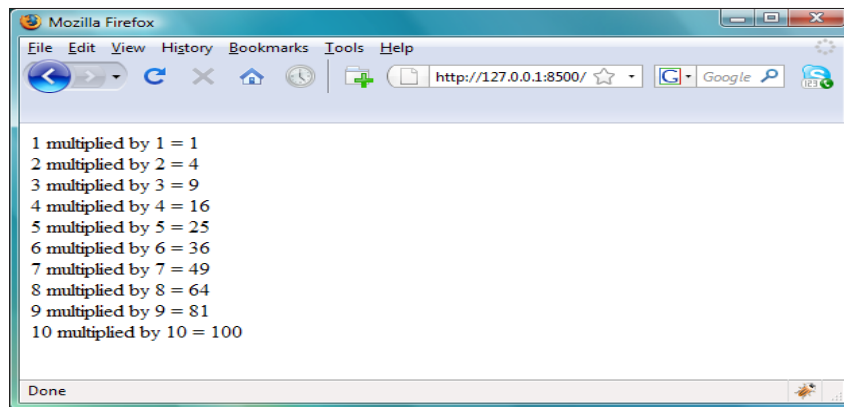 Mozilla Firefox
File Edit View History Bookmarks Tools Help
http://127.0.0.1:8500/ G Google 123
1 multiplied by 1 = 1
2 multiplied by 2 = 4
3 multiplied by 3 = 9
4 multiplied by 4 = 16
5 multiplied by 5 = 25
6 multiplied by 6 = 36
7 multiplied by 7 = 49
8 multiplied by 8 = 64
9 multiplied by 9 = 81
10 multiplied by 10 = 100
Done